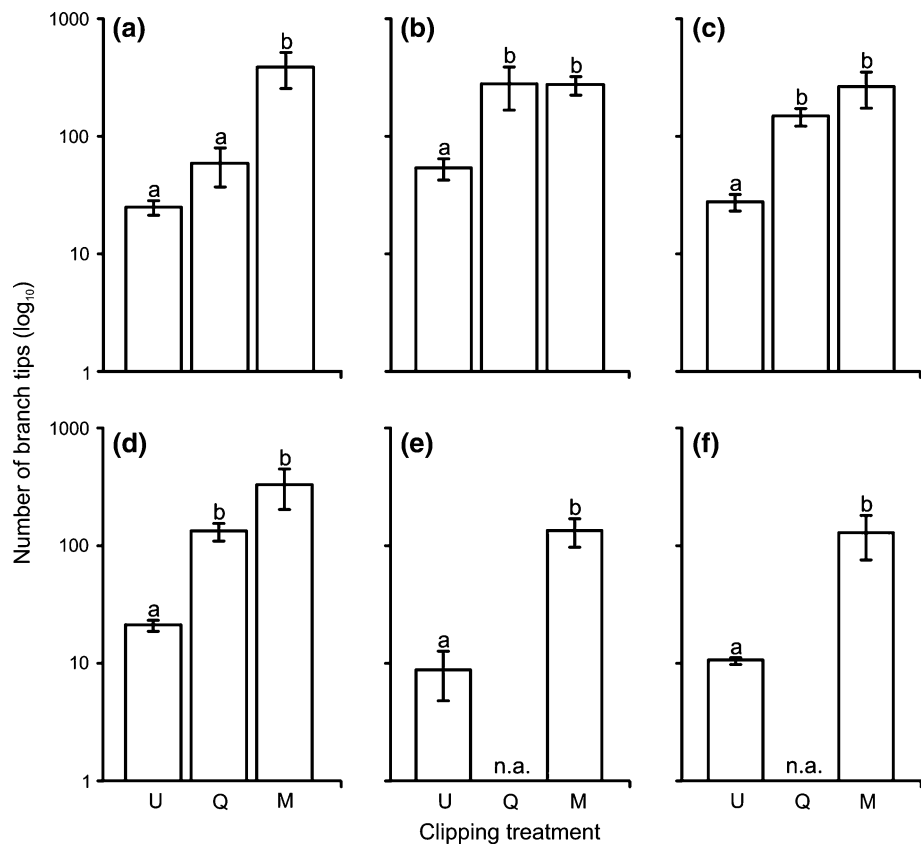 Number of branch tips (log₁₀)
1000
100
10
1
(a)
a
a
b
(b)
a
b
b
(c)
a
b
b
1000
100
10
1
(d)
a
b
b
U Q M
(e)
a
n.a.
b
U Q M
(f)
a
n.a.
b
U Q M
Clipping treatment